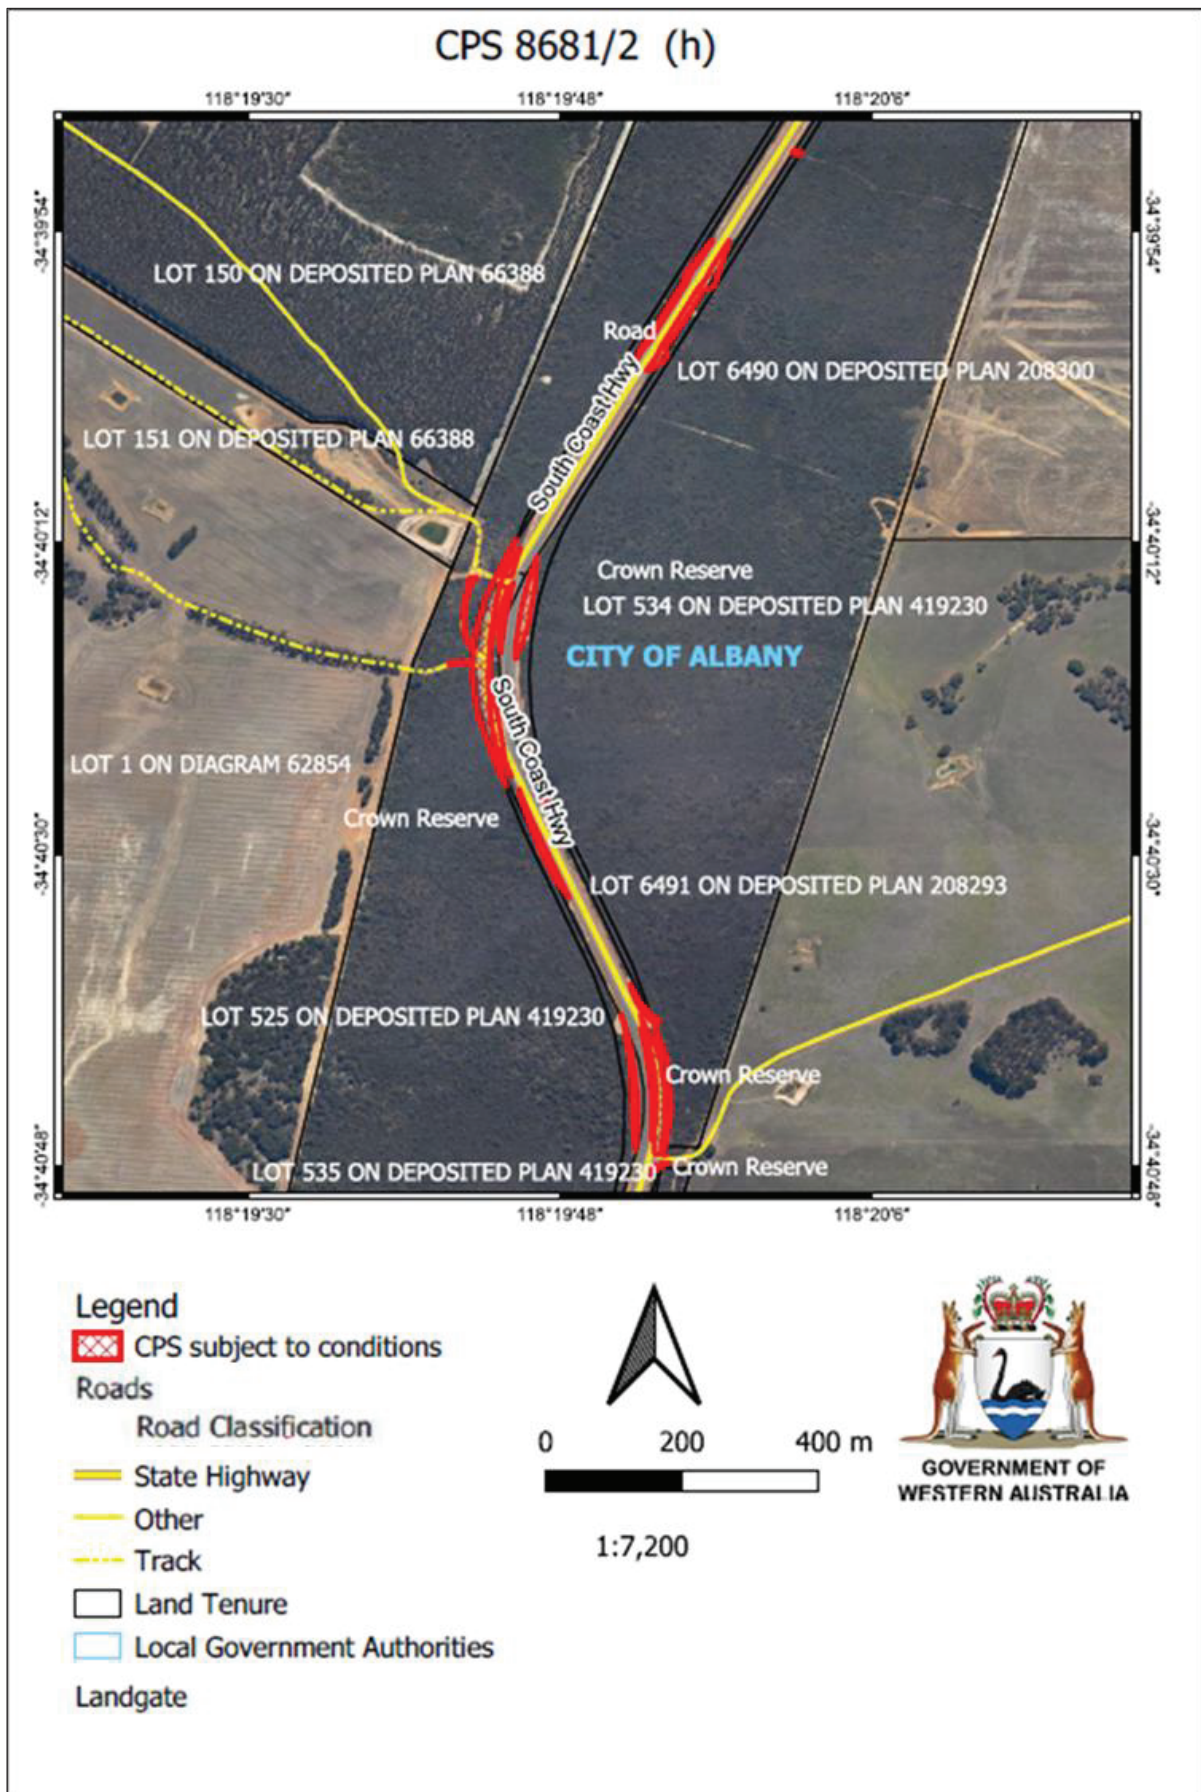 CPS 8681/2 (h)
118°19'30" 118°19'48" 118°20'6"
-34°39'54" -34°39'54"
LOT 150 ON DEPOSITED PLAN 66388
Road
LOT 6490 ON DEPOSITED PLAN 208300
South Coast Hwy
LOT 151 ON DEPOSITED PLAN 66388
-34°40'12" -34°40'12"
Crown Reserve
LOT 534 ON DEPOSITED PLAN 419230
CITY OF ALBANY
South Coast Hwy
LOT 1 ON DIAGRAM 62854
Crown Reserve
-34°40'30" -34°40'30"
LOT 6491 ON DEPOSITED PLAN 208293
LOT 525 ON DEPOSITED PLAN 419230
Crown Reserve
-34°40'48" -34°40'48"
LOT 535 ON DEPOSITED PLAN 419230 Crown Reserve
118°19'30" 118°19'48" 118°20'6"
Legend
CPS subject to conditions
Roads
Road Classification
State Highway
Other
Track
Land Tenure
Local Government Authorities
Landgate
0 200 400 m
1:7,200
GOVERNMENT OF
WESTERN AUSTRALIA